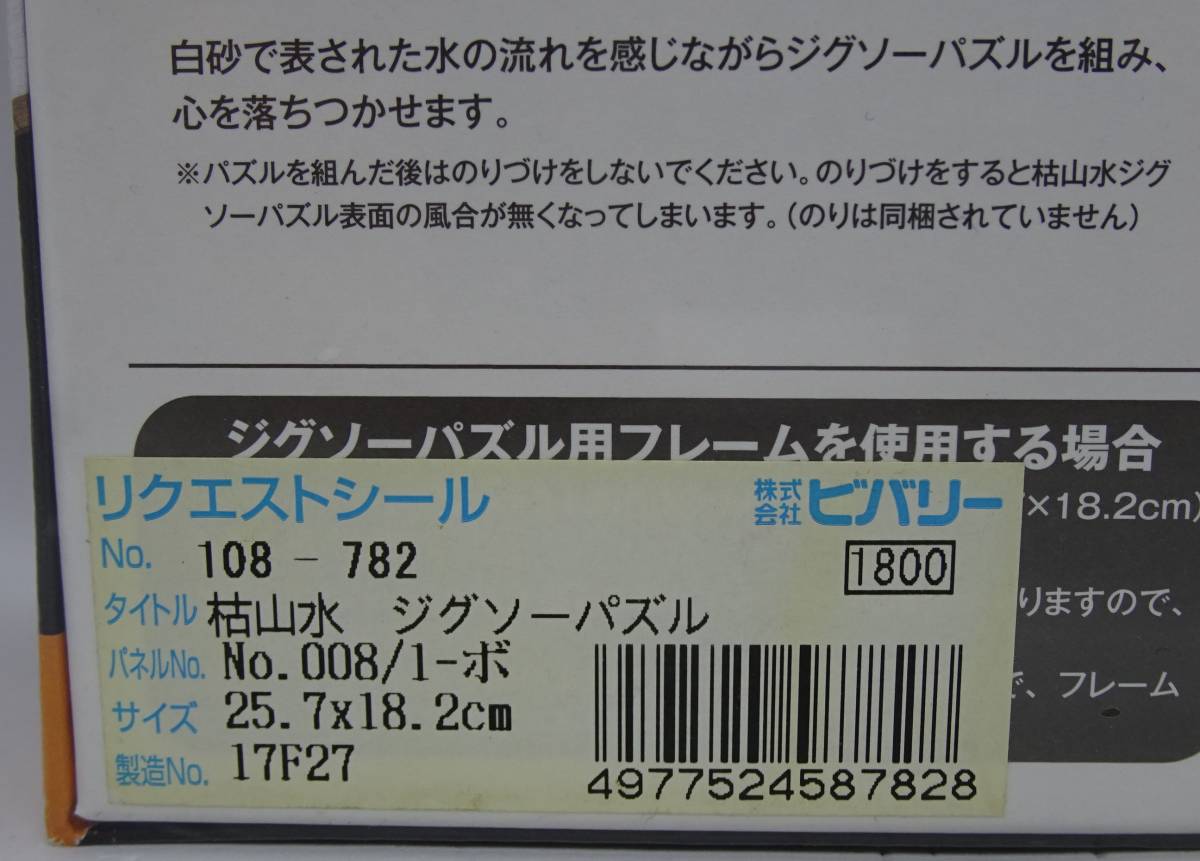 白砂で表された水の流れを感じながらジグソーパズルを組み、
心を落ちつかせます。
※パズルを組んだ後はのりづけをしないでください。のりづけをすると枯山水ジグ
ソーパズル表面の風合が無くなってしまいます。（のりは同梱されていません）
ジグソーパズル用フレームを使用する場合
×18.2cm）
りますので、
、フレーム
リクエストシール
株式会社 ビバリー
No. 108 - 782
1800
タイトル 枯山水 ジグソーパズル
パネルNo. No.008/1-ボ
サイズ 25.7x18.2cm
製造No. 17F27
4977524587828